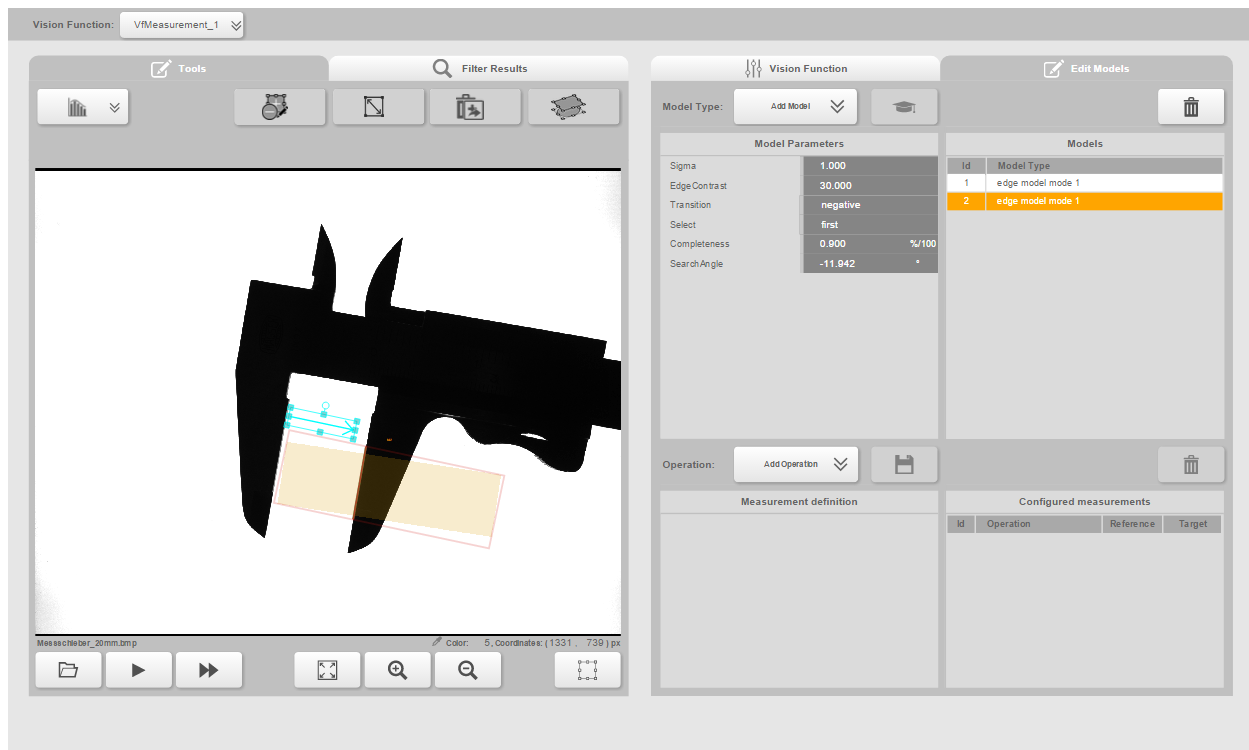 Vision Function: VfMeasurement_1
Tools
Filter Results
Vision Function
Edit Models
Model Type: Add Model
Model Parameters
Sigma 1.000
EdgeContrast 30.000
Transition negative
Select first
Completeness 0.900 %/100
SearchAngle -11.942 °
Models
Id Model Type
1 edge model mode 1
2 edge model mode 1
Messschieber_20mm.bmp
Color: 5, Coordinates: ( 1331 , 739 ) px
Operation: Add Operation
Measurement definition
Configured measurements
Id Operation Reference Target